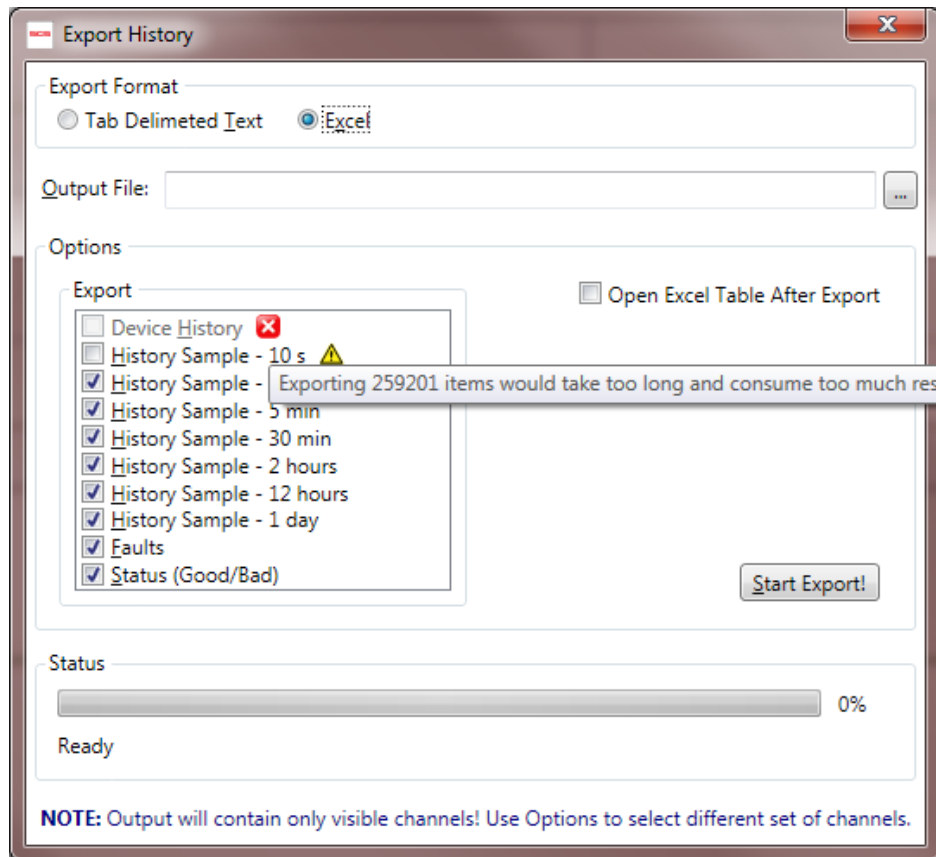 Export History
Export Format
Tab Delimeted Text Excel
Output File: ...
Options
Export
Open Excel Table After Export
Device History
History Sample - 10 s
History Sample -
Exporting 259201 items would take too long and consume too much res
History Sample - 5 min
History Sample - 30 min
History Sample - 2 hours
History Sample - 12 hours
History Sample - 1 day
Faults
Status (Good/Bad)
Start Export!
Status
0%
Ready
NOTE: Output will contain only visible channels! Use Options to select different set of channels.